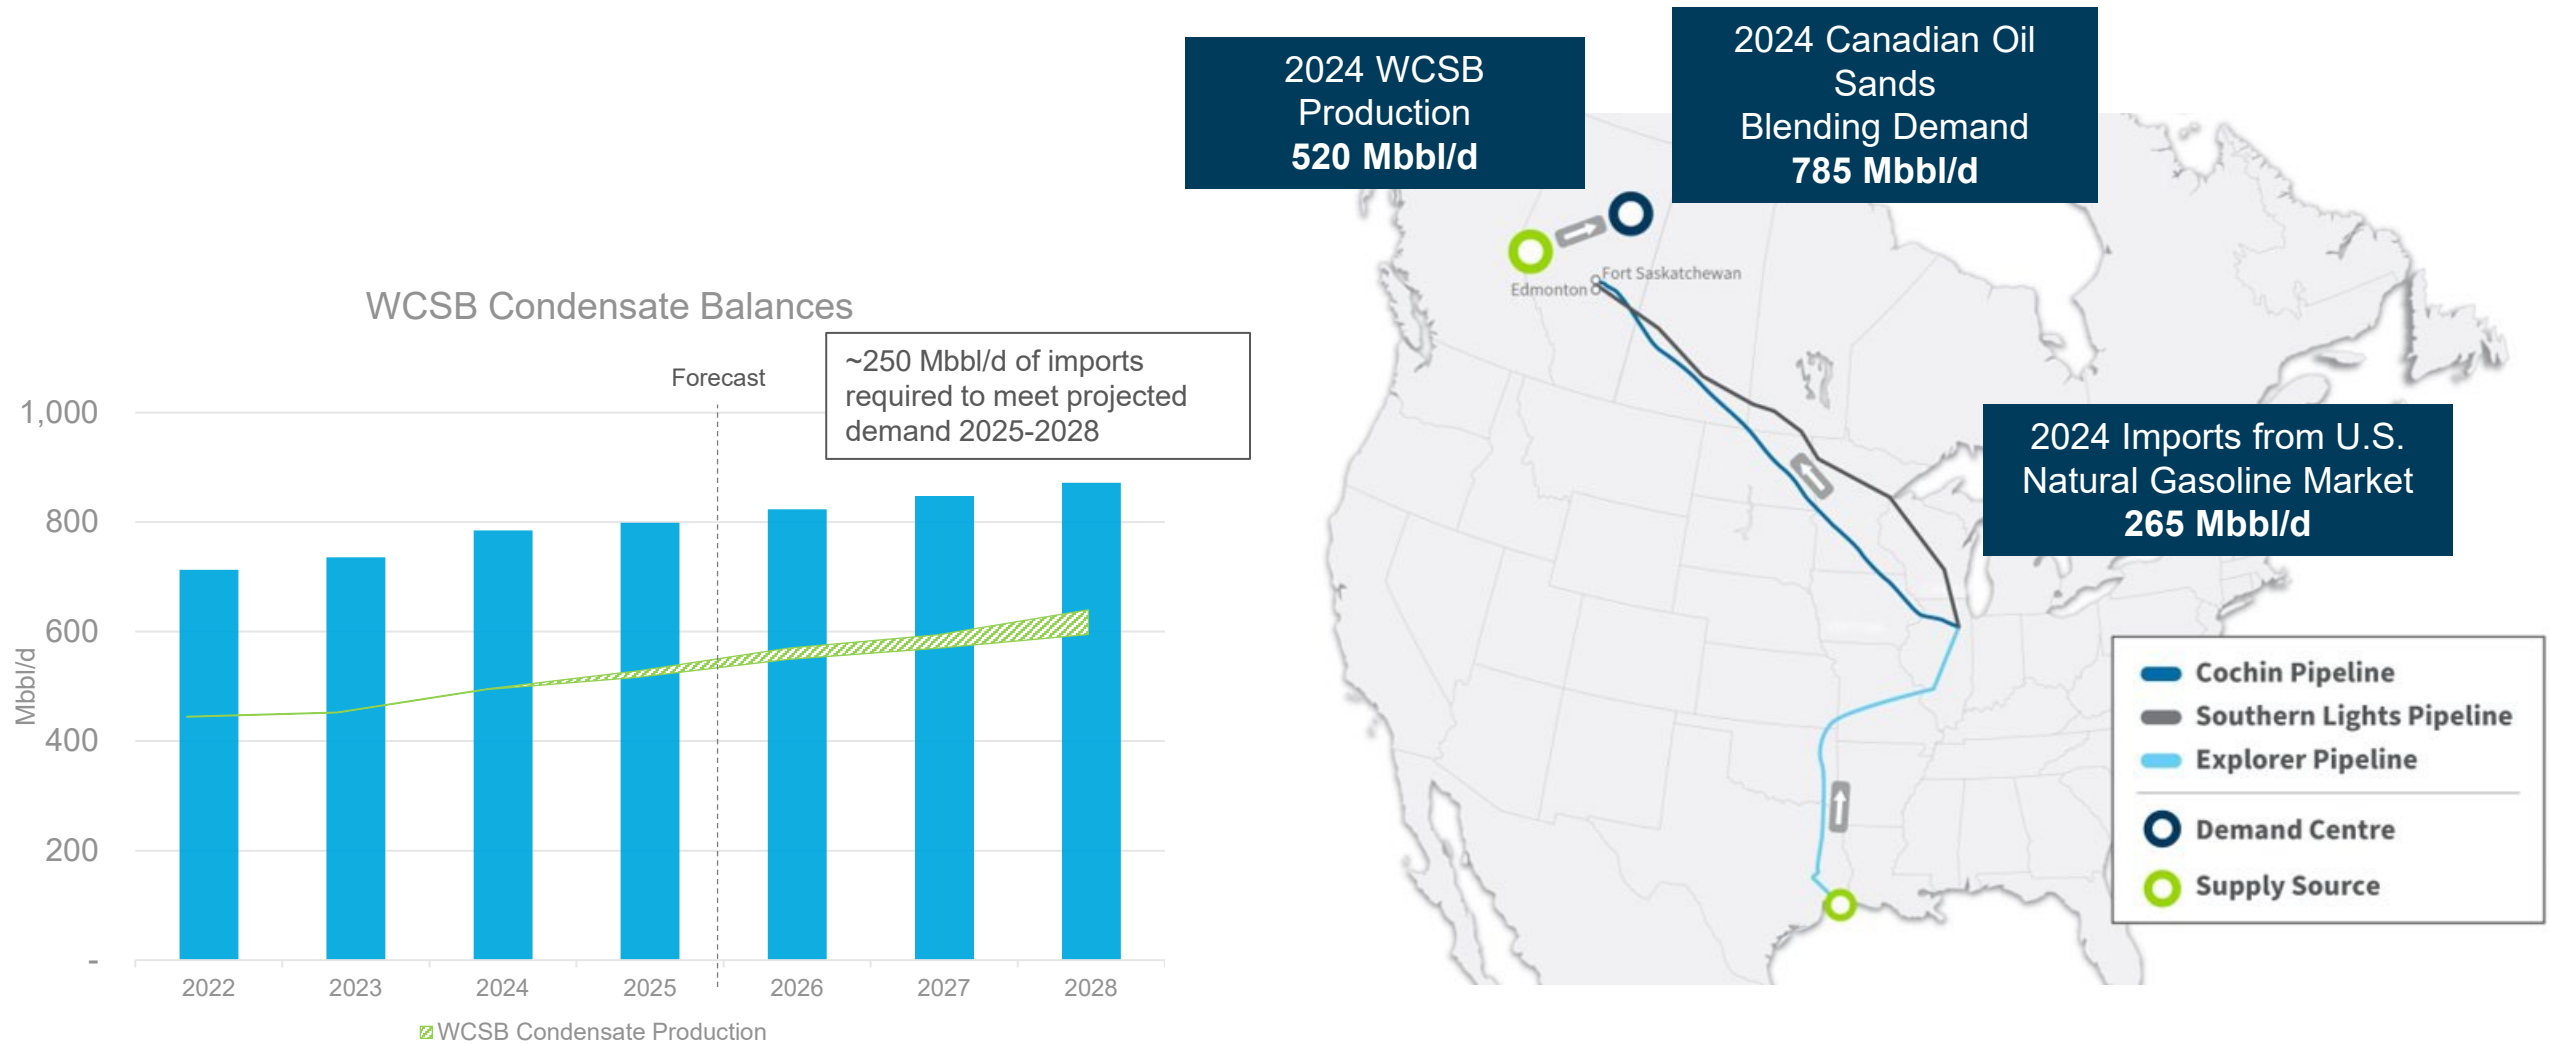 2024 WCSB
Production
520 Mbbl/d
2024 Canadian Oil
Sands
Blending Demand
785 Mbbl/d
WCSB Condensate Balances
Forecast
~250 Mbbl/d of imports
required to meet projected
demand 2025-2028
1,000
800
600
400
200
-
Mbbl/d
2022
2023
2024
2025
2026
2027
2028
WCSB Condensate Production
Fort Saskatchewan
Edmonton
2024 Imports from U.S.
Natural Gasoline Market
265 Mbbl/d
Cochin Pipeline
Southern Lights Pipeline
Explorer Pipeline
Demand Centre
Supply Source